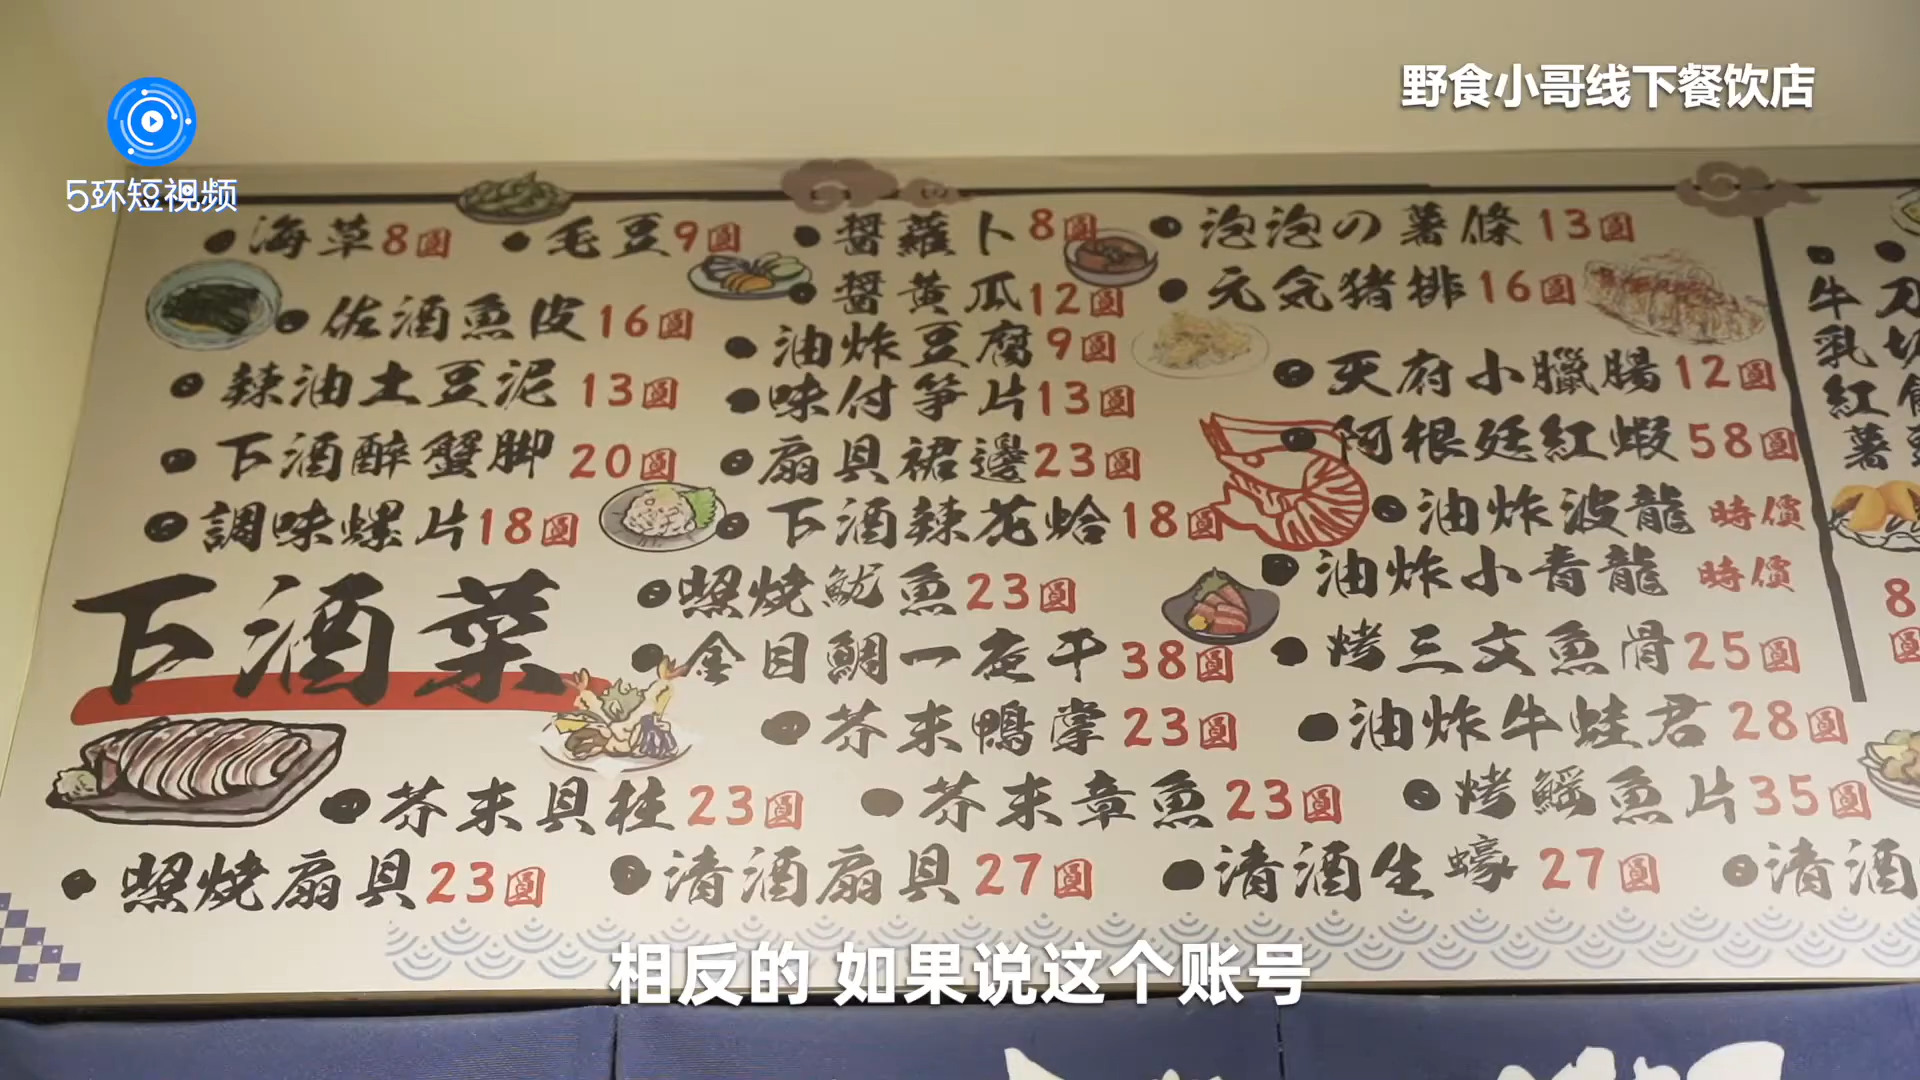 野食小哥线下餐饮店
5环短视频
海草8圓
毛豆9圓
醬蘿卜8圓
泡泡の薯條13圓
佐酒魚皮16圓
醬黄瓜12圓
元気猪排16圓
油炸豆腐9圓
辣油土豆泥13圓
味付笋片13圓
天府小臘腸12圓
下酒醉蟹脚20圓
扇貝裙邊23圓
阿根廷紅蝦58圓
調味螺片18圓
下酒辣花蛤18圓
油炸波龍 時價
下酒菜
照燒魷魚23圓
油炸小青龍 時價
金目鯛一夜干38圓
烤三文魚骨25圓
芥末鴨掌23圓
油炸牛蛙君28圓
芥末貝柱23圓
芥末章魚23圓
烤鰩魚片35圓
照燒扇貝23圓
清酒扇貝27圓
清酒生蠔27圓
清酒
牛乳紅薯
8圓
相反的 如果说这个账号